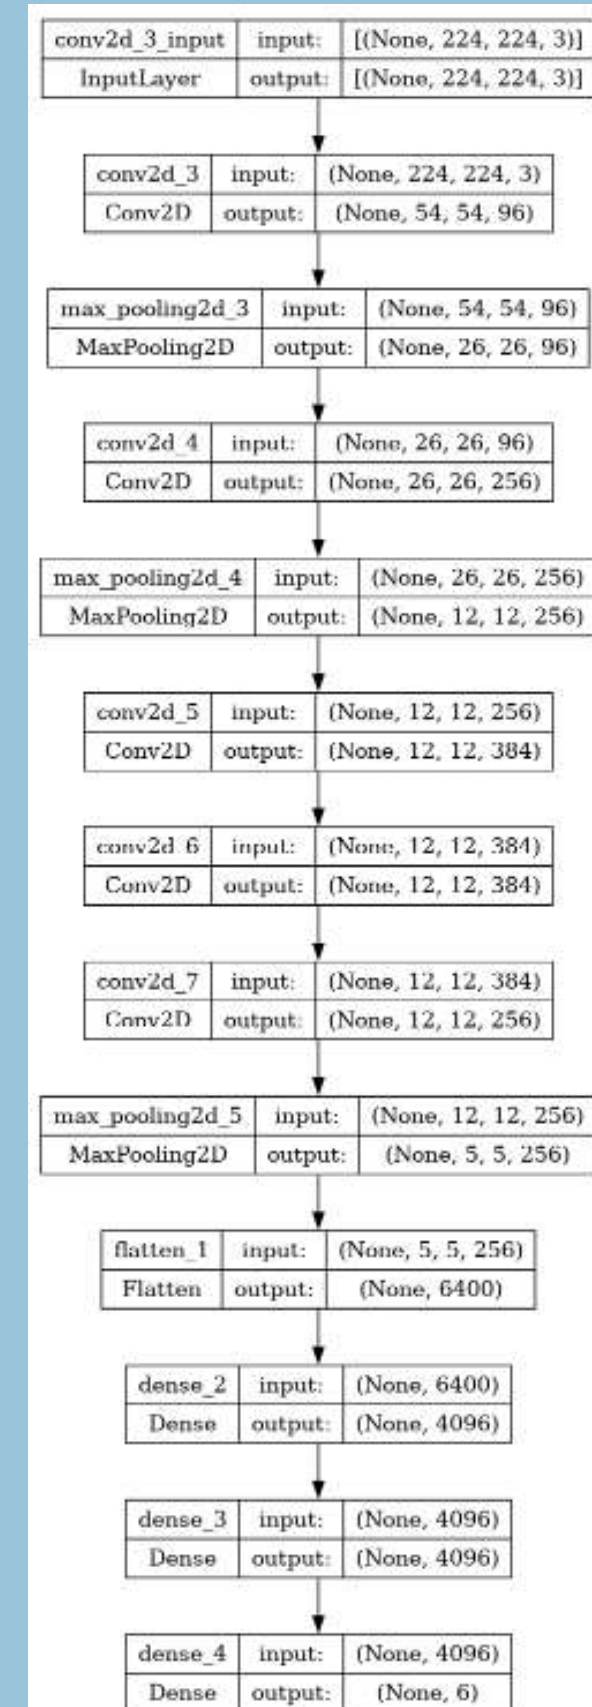 conv2d_3_input input: [(None, 224, 224, 3)]
InputLayer output: [(None, 224, 224, 3)]
conv2d_3 input: (None, 224, 224, 3)
Conv2D output: (None, 54, 54, 96)
max_pooling2d_3 input: (None, 54, 54, 96)
MaxPooling2D output: (None, 26, 26, 96)
conv2d_4 input: (None, 26, 26, 96)
Conv2D output: (None, 26, 26, 256)
max_pooling2d_4 input: (None, 26, 26, 256)
MaxPooling2D output: (None, 12, 12, 256)
conv2d_5 input: (None, 12, 12, 256)
Conv2D output: (None, 12, 12, 384)
conv2d_6 input: (None, 12, 12, 384)
Conv2D output: (None, 12, 12, 384)
conv2d_7 input: (None, 12, 12, 384)
Conv2D output: (None, 12, 12, 256)
max_pooling2d_5 input: (None, 12, 12, 256)
MaxPooling2D output: (None, 5, 5, 256)
flatten_1 input: (None, 5, 5, 256)
Flatten output: (None, 6400)
dense_2 input: (None, 6400)
Dense output: (None, 4096)
dense_3 input: (None, 4096)
Dense output: (None, 4096)
dense_4 input: (None, 4096)
Dense output: (None, 6)